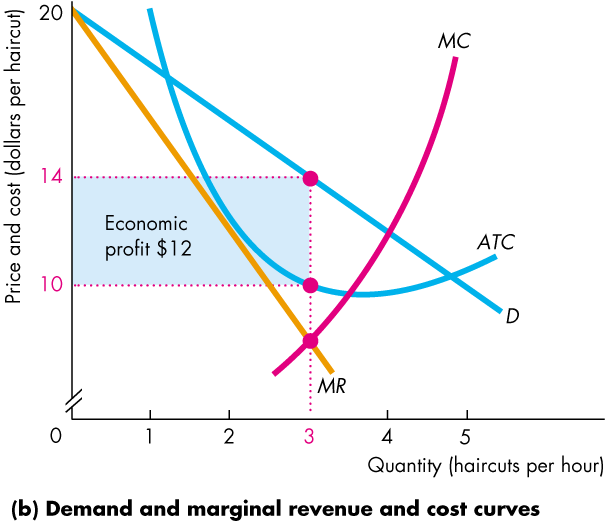 Price and cost (dollars per haircut)
20
MC
14
Economic
profit $12
ATC
10
D
MR
0
1
2
3
4
5
Quantity (haircuts per hour)
(b) Demand and marginal revenue and cost curves